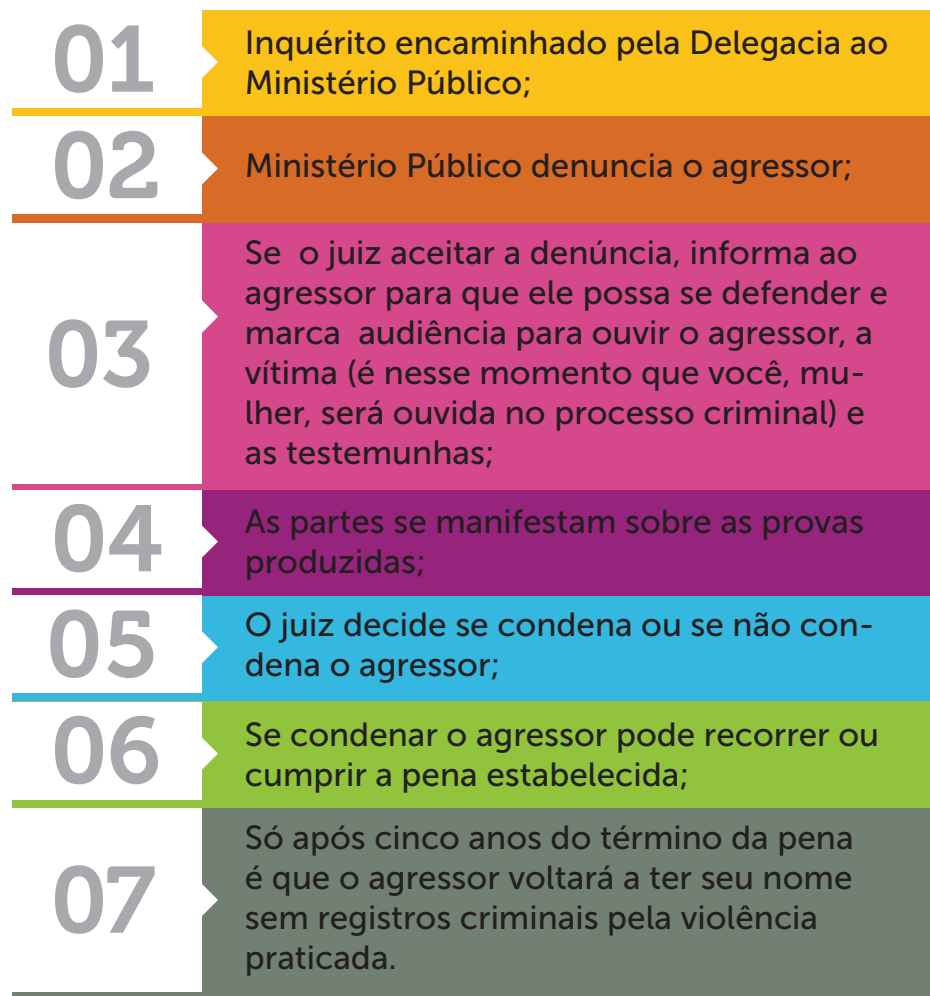 01
Inquérito encaminhado pela Delegacia ao
Ministério Público;
02
Ministério Público denuncia o agressor;
03
Se o juiz aceitar a denúncia, informa ao
agressor para que ele possa se defender e
marca audiência para ouvir o agressor, a
vítima (é nesse momento que você, mu-
lher, será ouvida no processo criminal) e
as testemunhas;
04
As partes se manifestam sobre as provas
produzidas;
05
O juiz decide se condena ou se não con-
dena o agressor;
06
Se condenar o agressor pode recorrer ou
cumprir a pena estabelecida;
07
Só após cinco anos do término da pena
é que o agressor voltará a ter seu nome
sem registros criminais pela violência
praticada.